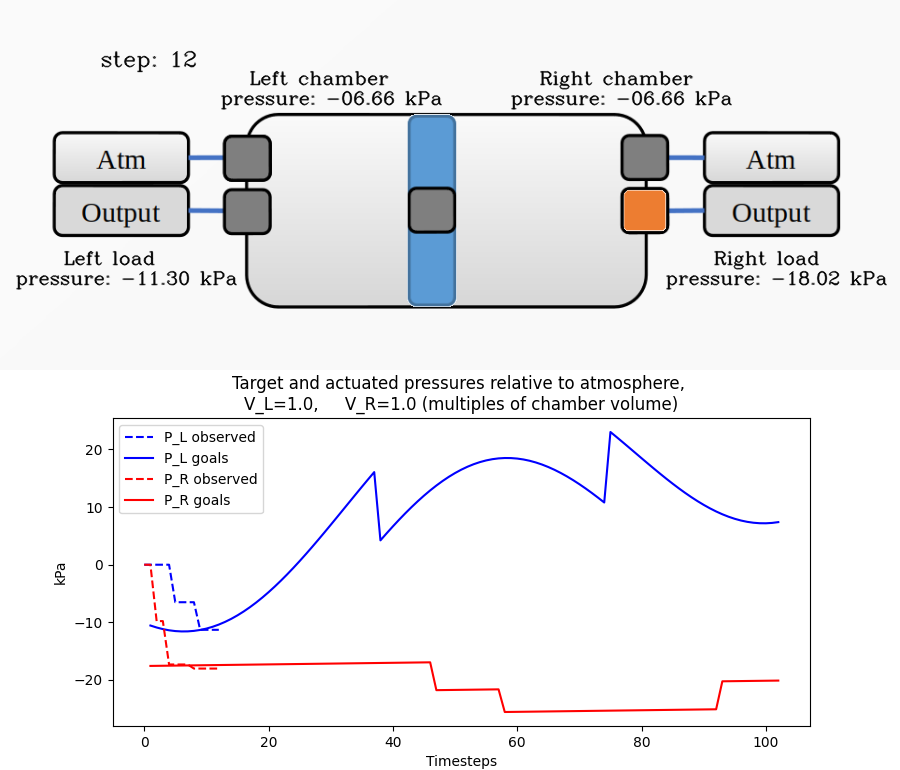 step: 12
Left chamber
pressure: −06.66 kPa
Right chamber
pressure: −06.66 kPa
Atm
Atm
Output
Output
Left load
pressure: −11.30 kPa
Right load
pressure: −18.02 kPa
Target and actuated pressures relative to atmosphere,
V_L=1.0, V_R=1.0 (multiples of chamber volume)
P_L observed
P_L goals
P_R observed
P_R goals
20
10
0
−10
−20
kPa
0 20 40 60 80 100
Timesteps